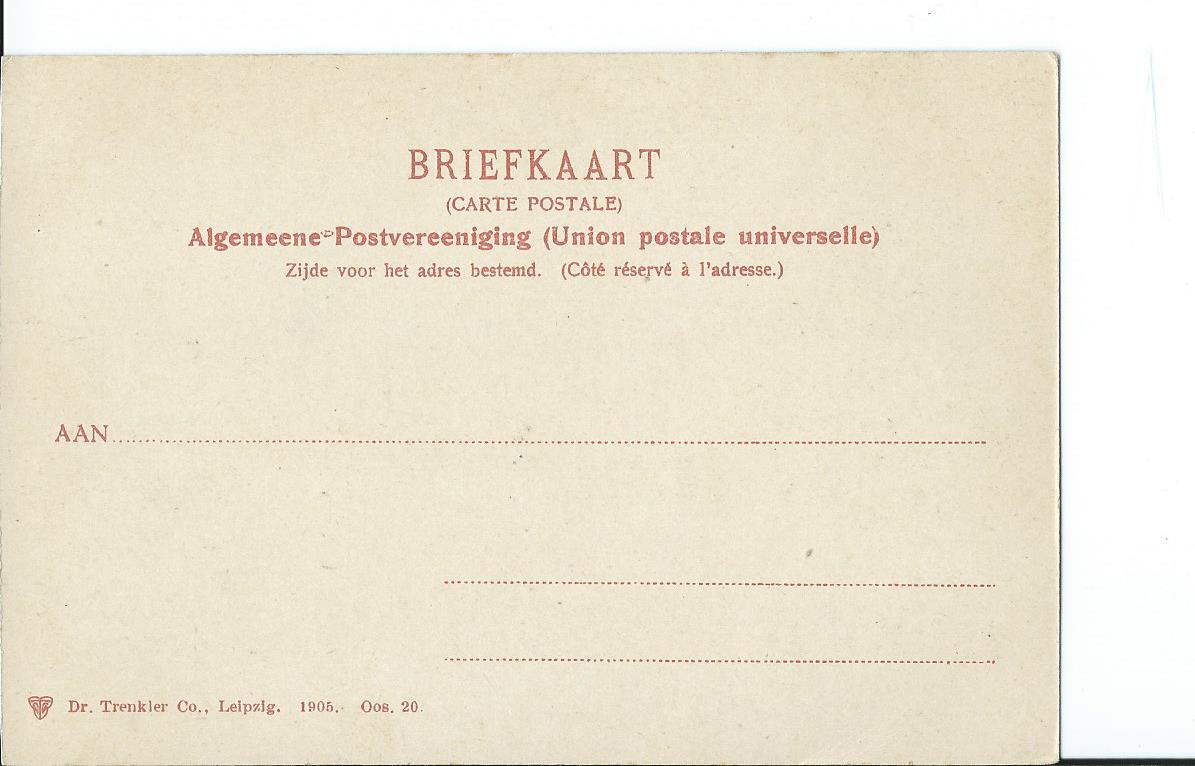 BRIEFKAART
(CARTE POSTALE)
Algemeene Postvereeniging (Union postale universelle)
Zijde voor het adres bestemd. (Côté réservé à l'adresse.)
AAN
Dr. Trenkler Co., Leipzig. 1905. Oos. 20.